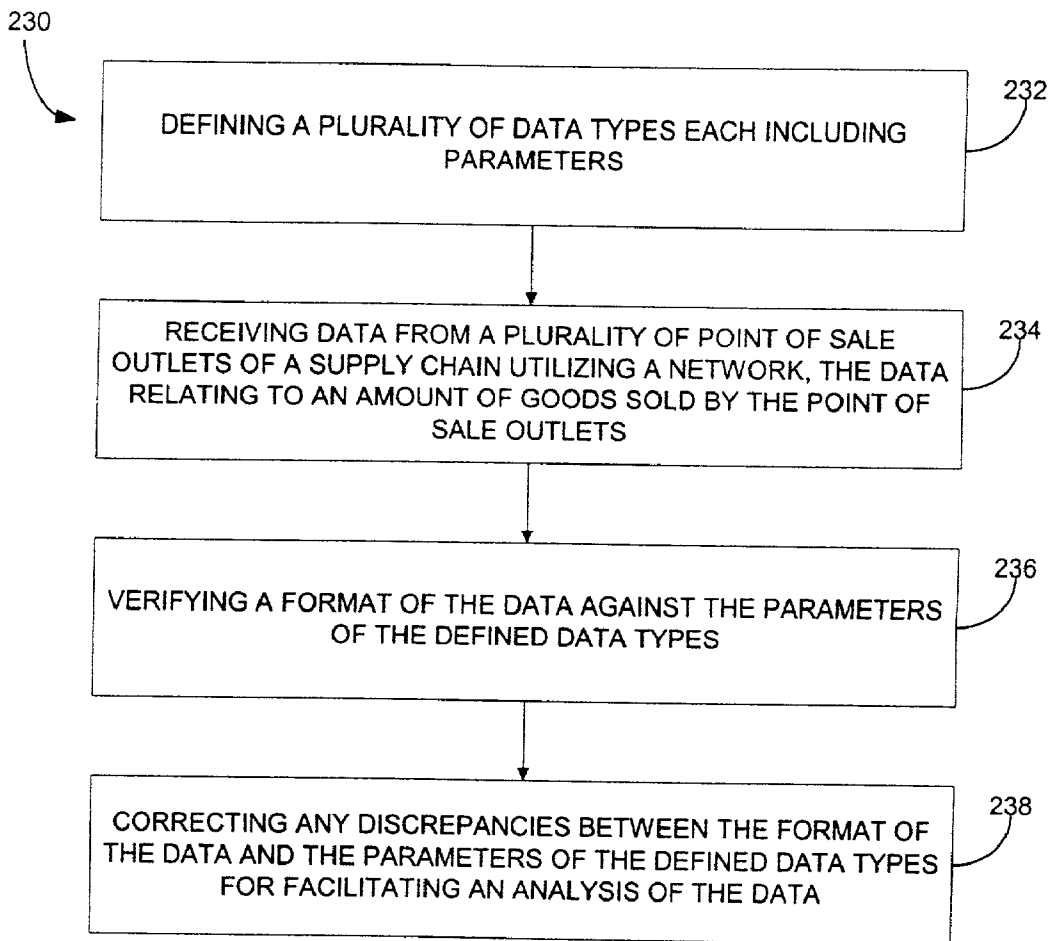 230
232
DEFINING A PLURALITY OF DATA TYPES EACH INCLUDING
PARAMETERS
234
RECEIVING DATA FROM A PLURALITY OF POINT OF SALE
OUTLETS OF A SUPPLY CHAIN UTILIZING A NETWORK, THE DATA
RELATING TO AN AMOUNT OF GOODS SOLD BY THE POINT OF
SALE OUTLETS
236
VERIFYING A FORMAT OF THE DATA AGAINST THE PARAMETERS
OF THE DEFINED DATA TYPES
238
CORRECTING ANY DISCREPANCIES BETWEEN THE FORMAT OF
THE DATA AND THE PARAMETERS OF THE DEFINED DATA TYPES
FOR FACILITATING AN ANALYSIS OF THE DATA